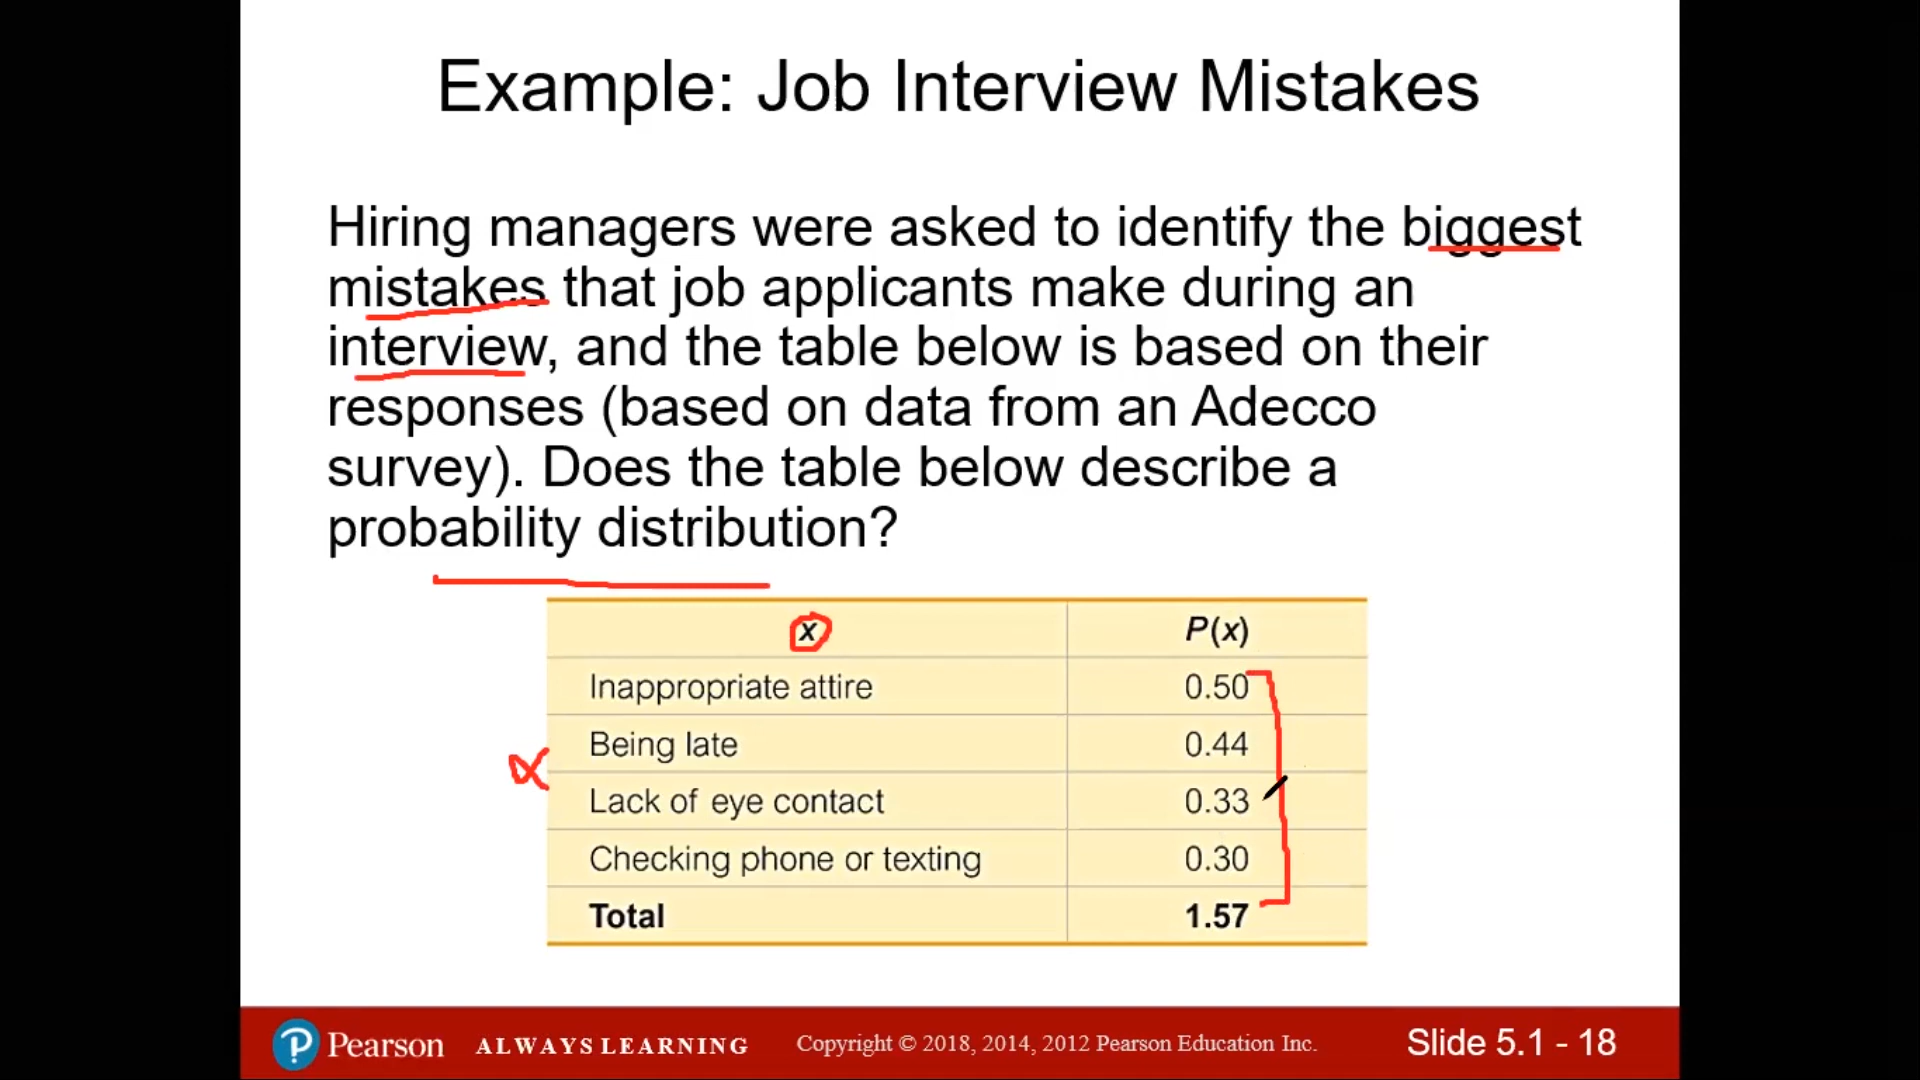 Example: Job Interview Mistakes
Hiring managers were asked to identify the biggest
mistakes that job applicants make during an
interview, and the table below is based on their
responses (based on data from an Adecco
survey). Does the table below describe a
probability distribution?
x P(x)
Inappropriate attire 0.50
Being late 0.44
Lack of eye contact 0.33
Checking phone or texting 0.30
Total 1.57
P Pearson ALWAYS LEARNING Copyright © 2018, 2014, 2012 Pearson Education Inc. Slide 5.1 - 18